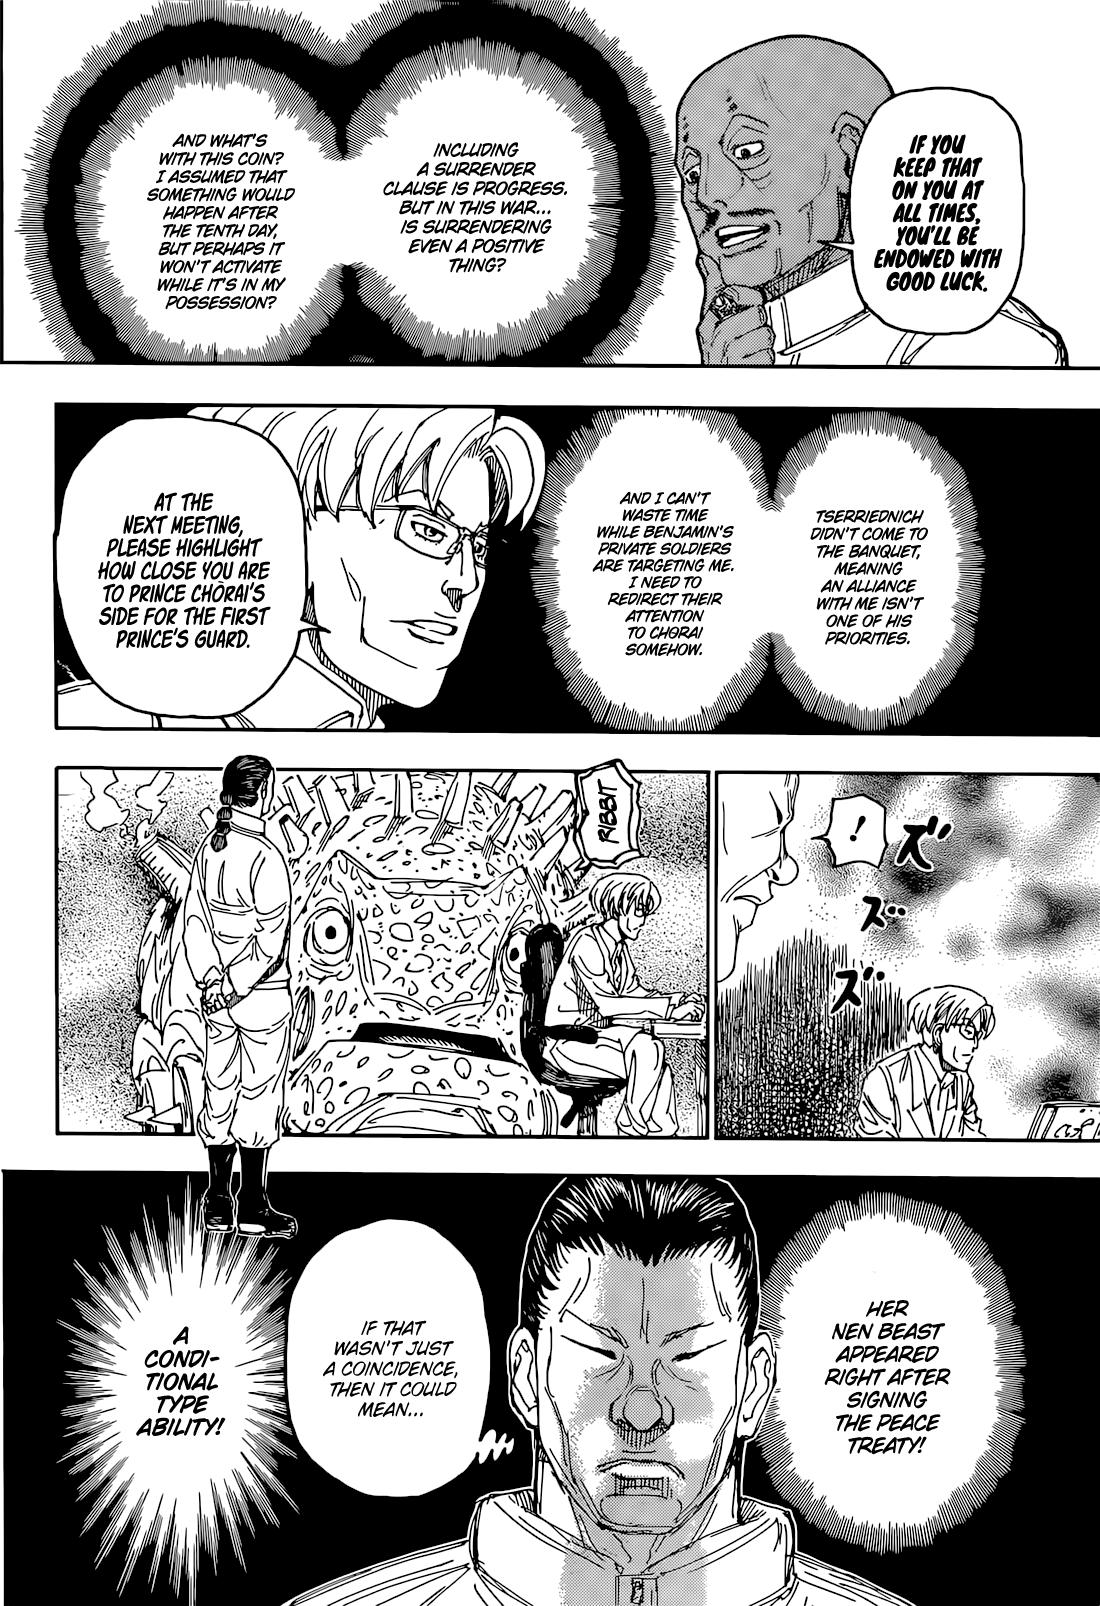 IF YOU
KEEP THAT
ON YOU AT
ALL TIMES,
YOU'LL BE
ENDOWED WITH
GOOD LUCK.
INCLUDING
A SURRENDER
CLAUSE IS PROGRESS.
BUT IN THIS WAR...
IS SURRENDERING
EVEN A POSITIVE
THING?
AND WHAT'S
WITH THIS COIN?
I ASSUMED THAT
SOMETHING WOULD
HAPPEN AFTER
THE TENTH DAY,
BUT PERHAPS IT
WON'T ACTIVATE
WHILE IT'S IN MY
POSSESSION?
TSERRIEDNICH
DIDN'T COME TO
THE BANQUET,
MEANING
AN ALLIANCE
WITH ME ISN'T
ONE OF HIS
PRIORITIES.
AND I CAN'T
WASTE TIME
WHILE BENJAMIN'S
PRIVATE SOLDIERS
ARE TARGETING ME.
I NEED TO
REDIRECT THEIR
ATTENTION
TO CHŌRAI
SOMEHOW.
AT THE
NEXT MEETING,
PLEASE HIGHLIGHT
HOW CLOSE YOU ARE
TO PRINCE CHŌRAI'S
SIDE FOR THE FIRST
PRINCE'S GUARD.
ズ
ズ
ズ
!
RIBBIT
HER
NEN BEAST
APPEARED
RIGHT AFTER
SIGNING
THE PEACE
TREATY!
IF THAT
WASN'T JUST
A COINCIDENCE,
THEN IT COULD
MEAN...
A
CONDI-
TIONAL
TYPE
ABILITY!